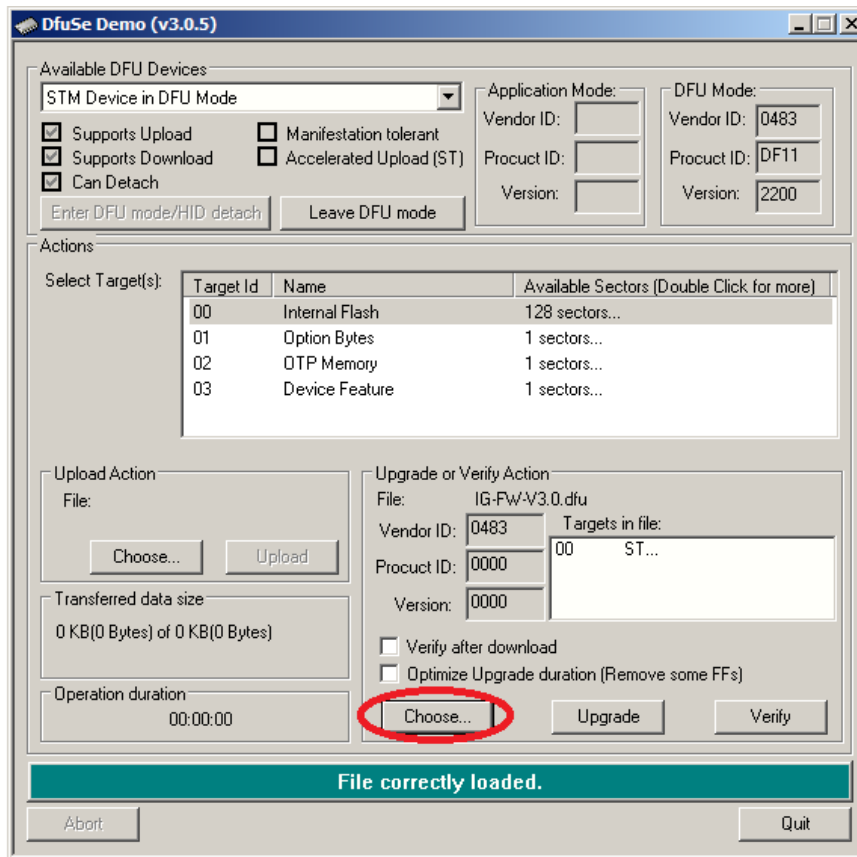 DfuSe Demo (v3.0.5)
Available DFU Devices
STM Device in DFU Mode
Supports Upload
Manifestation tolerant
Supports Download
Accelerated Upload (ST)
Can Detach
Enter DFU mode/HID detach
Leave DFU mode
Application Mode:
Vendor ID:
Procuct ID:
Version:
DFU Mode:
Vendor ID: 0483
Procuct ID: DF11
Version: 2200
Actions
Select Target(s):
Target Id Name Available Sectors (Double Click for more)
00 Internal Flash 128 sectors...
01 Option Bytes 1 sectors...
02 OTP Memory 1 sectors...
03 Device Feature 1 sectors...
Upload Action
File:
Choose... Upload
Transferred data size
0 KB(0 Bytes) of 0 KB(0 Bytes)
Operation duration
00:00:00
Upgrade or Verify Action
File: IG-FW-V3.0.dfu
Vendor ID: 0483
Procuct ID: 0000
Version: 0000
Targets in file:
00 ST...
Verify after download
Optimize Upgrade duration (Remove some FFs)
Choose... Upgrade Verify
File correctly loaded.
Abort Quit